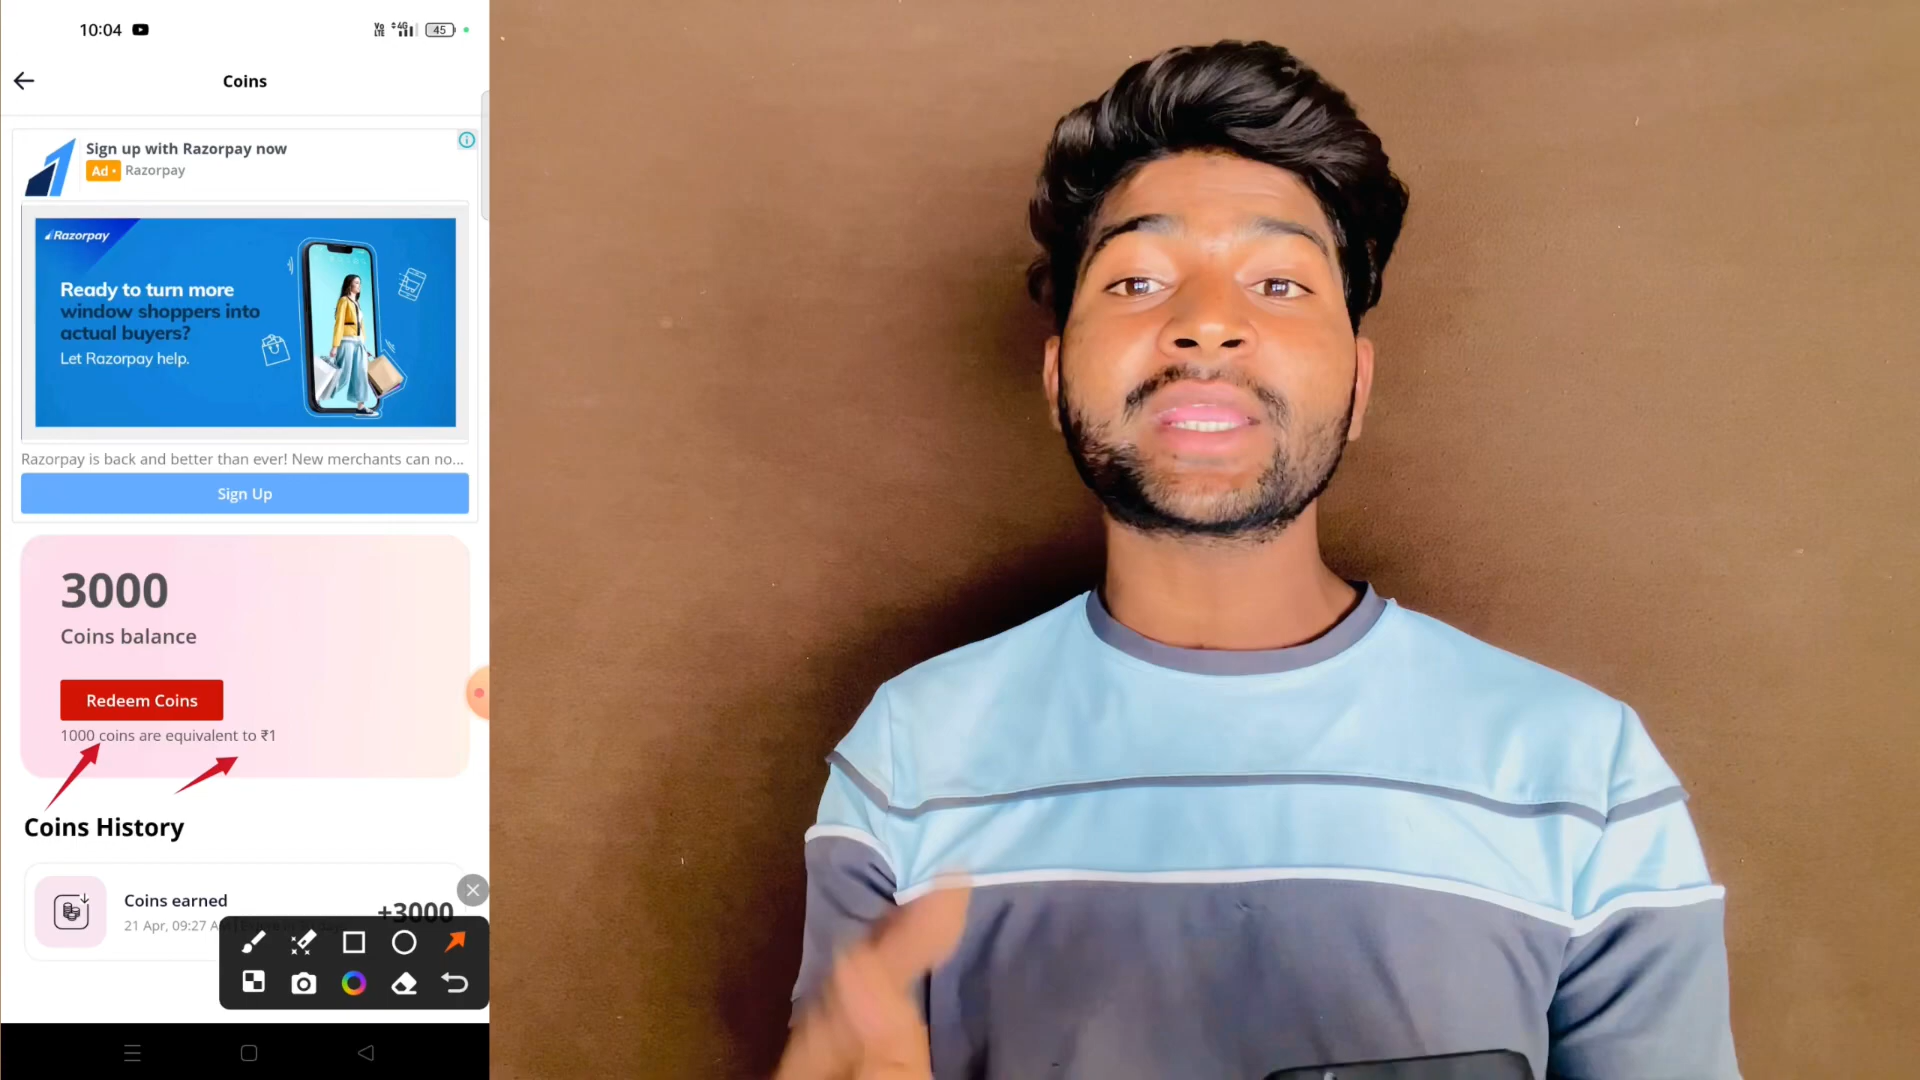 10:04
Vo LTE 4G 45
Coins
Sign up with Razorpay now
Ad • Razorpay
Razorpay
Ready to turn more
window shoppers into
actual buyers?
Let Razorpay help.
Razorpay is back and better than ever! New merchants can no...
Sign Up
3000
Coins balance
Redeem Coins
1000 coins are equivalent to ₹1
Coins History
Coins earned
+3000
21 Apr, 09:27 A